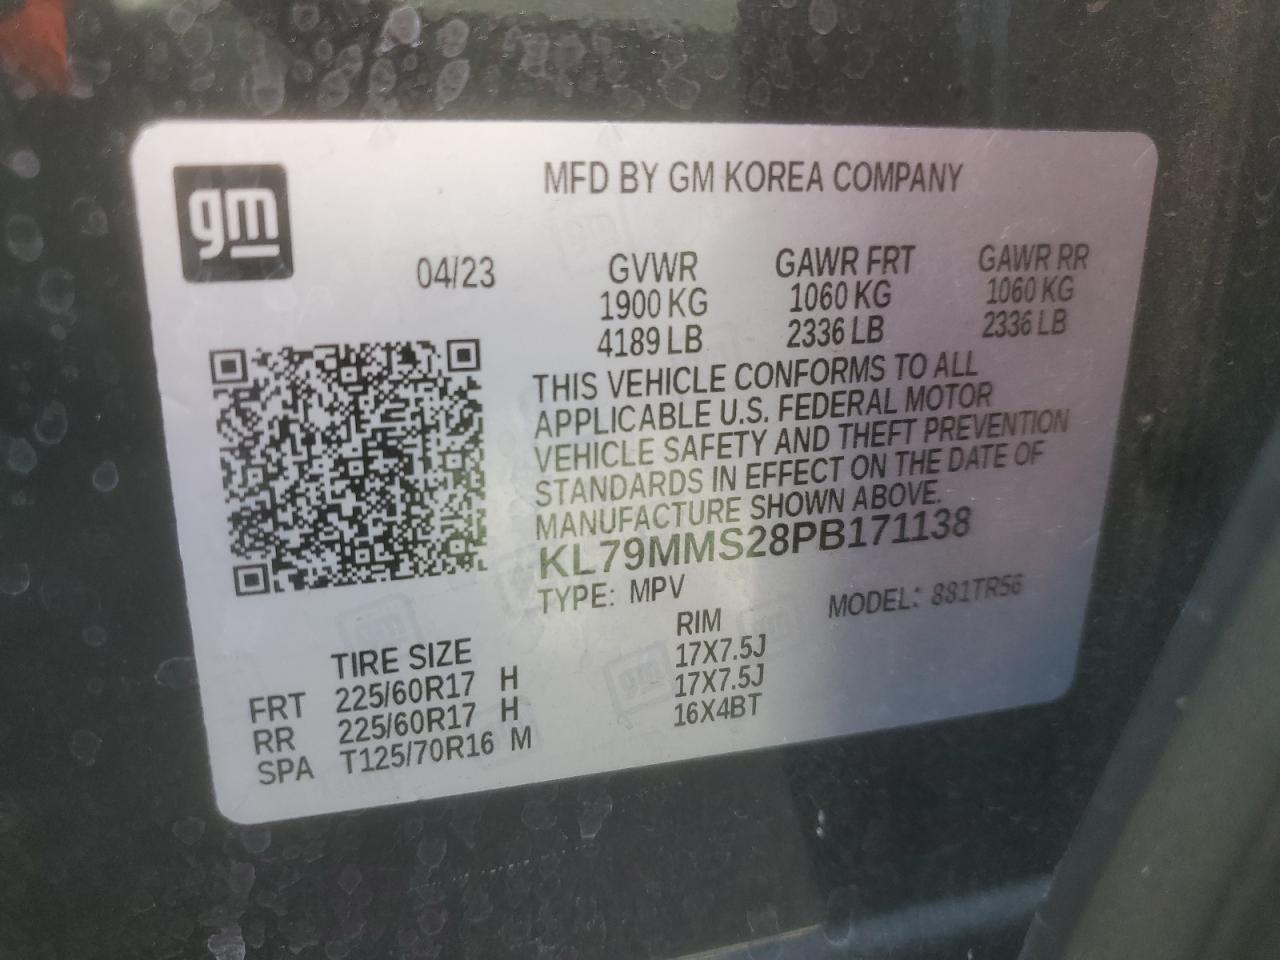 gm
MFD BY GM KOREA COMPANY
04/23 GVWR GAWR FRT GAWR RR
1900 KG 1060 KG 1060 KG
4189 LB 2336 LB 2336 LB
THIS VEHICLE CONFORMS TO ALL
APPLICABLE U.S. FEDERAL MOTOR
VEHICLE SAFETY AND THEFT PREVENTION
STANDARDS IN EFFECT ON THE DATE OF
MANUFACTURE SHOWN ABOVE.
KL79MMS28PB171138
TYPE: MPV MODEL: 881TR56
TIRE SIZE RIM
FRT 225/60R17 H 17X7.5J
RR 225/60R17 H 17X7.5J
SPA T125/70R16 M 16X4BT